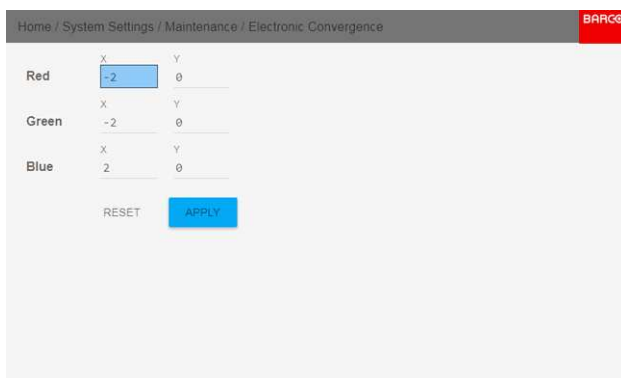 Home / System Settings / Maintenance / Electronic Convergence
BARCO
X Y
Red -2 0
X Y
Green -2 0
X Y
Blue 2 0
RESET APPLY